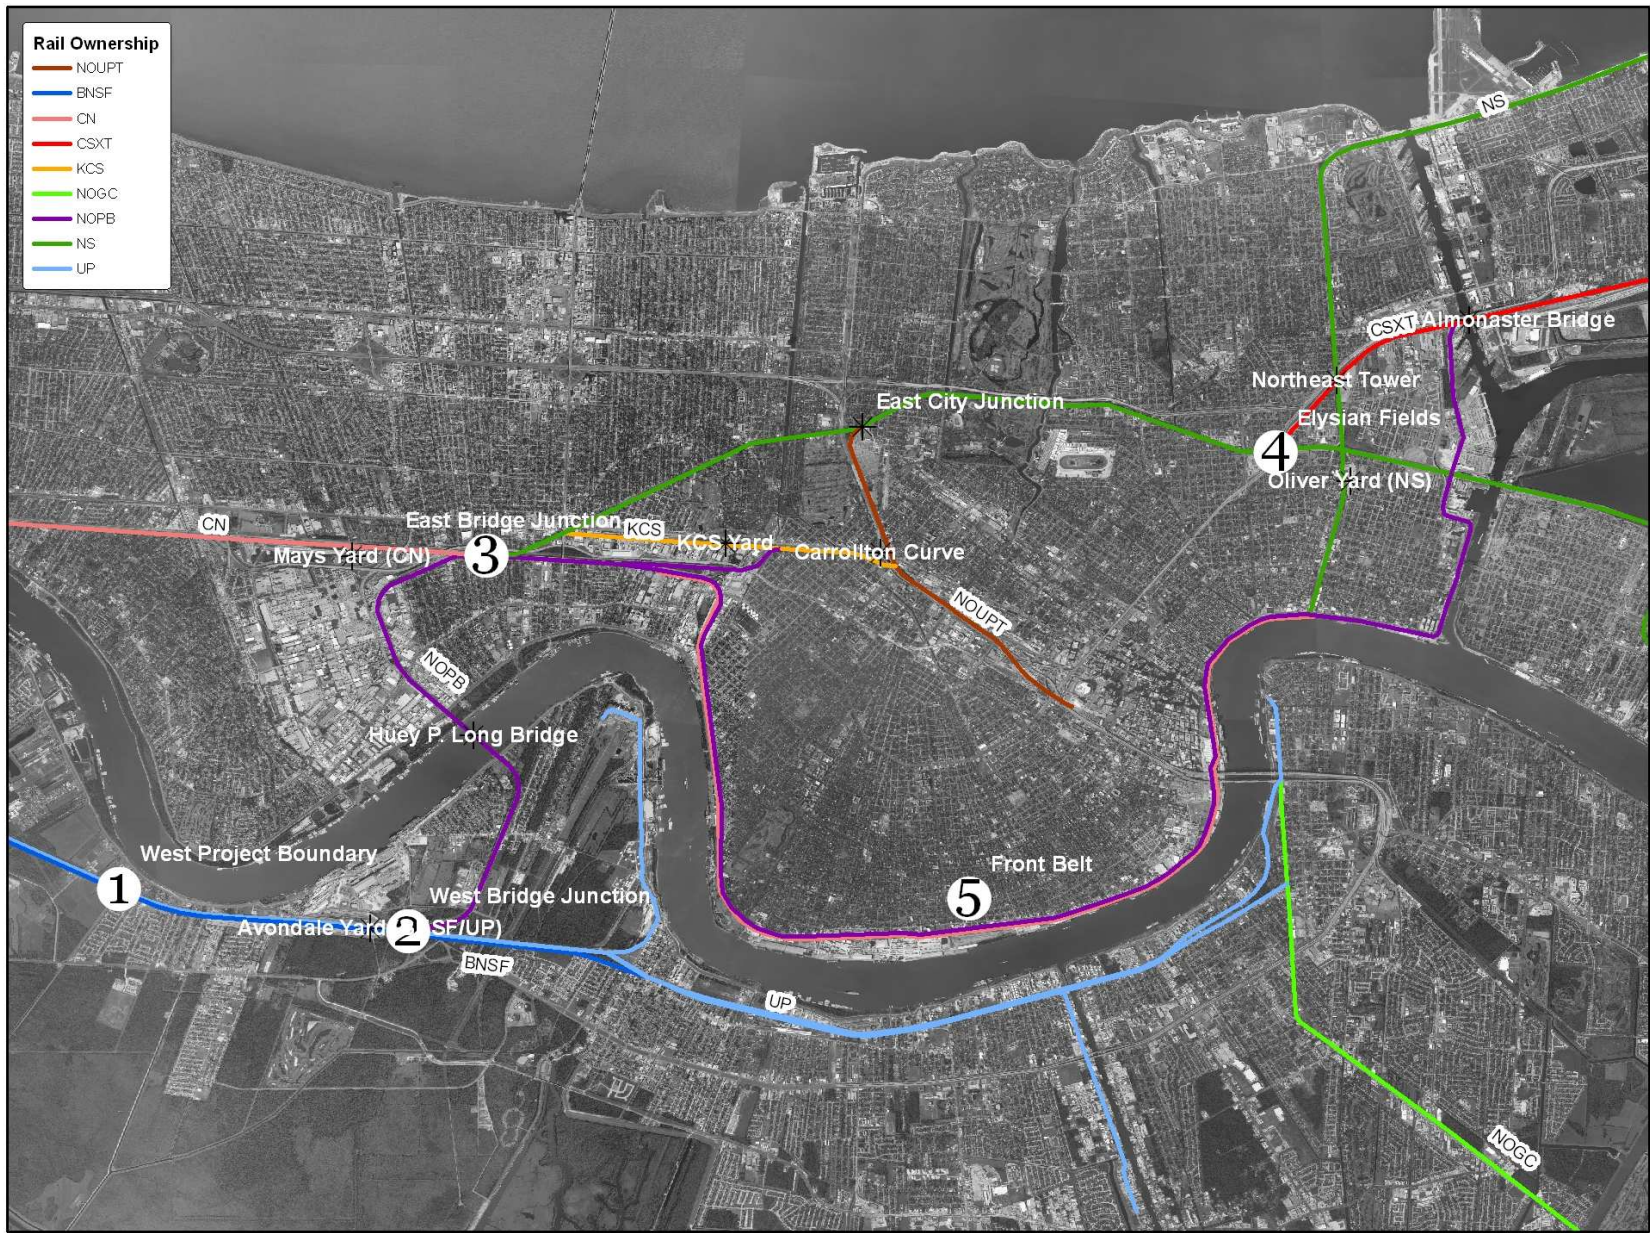 Rail Ownership
NOUPT
BNSF
CN
CSXT
KCS
NOGC
NOPB
NS
UP
NS
CSXT
Almonaster Bridge
Northeast Tower
East City Junction
Elysian Fields
4
Oliver Yard (NS)
CN
East Bridge Junction
KCS
KCS Yard
Mays Yard (CN)
3
Carrollton Curve
NOUPT
NOPB
Huey P. Long Bridge
West Project Boundary
1
Front Belt
5
West Bridge Junction
Avondale Yard
2
SF/UP)
BNSF
UP
NOGC